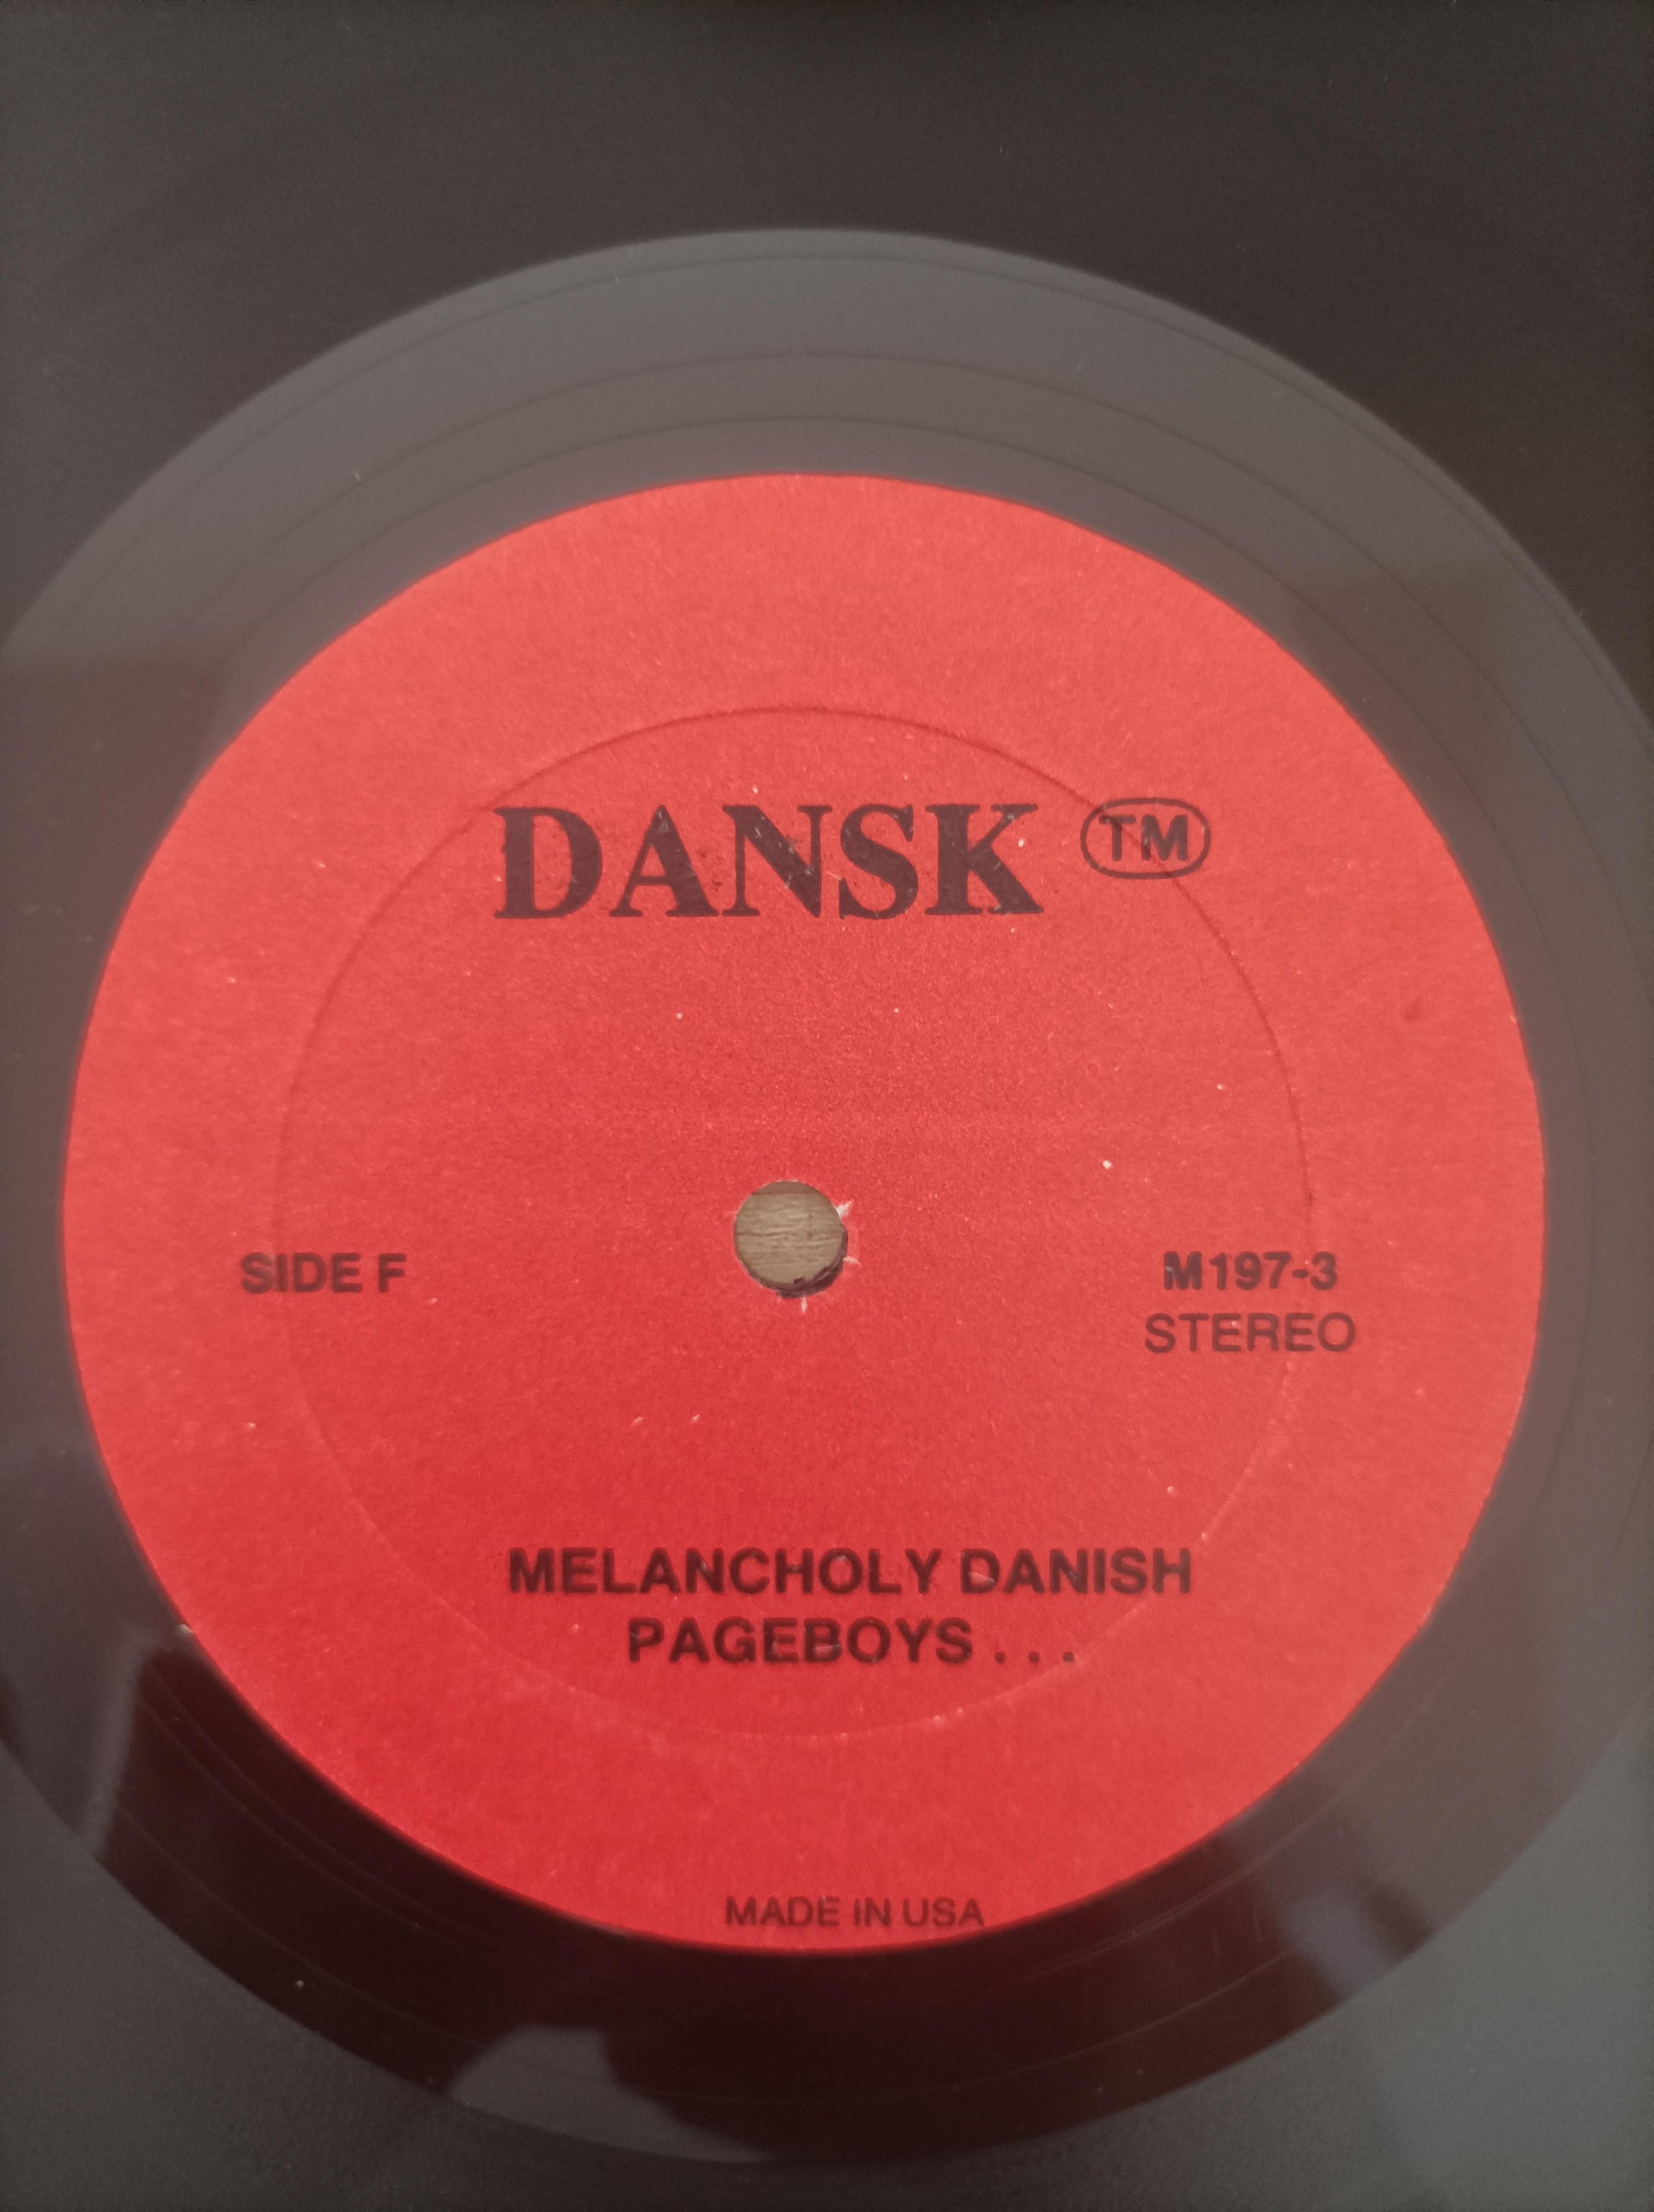 DANSK TM
SIDE F
M197-3
STEREO
MELANCHOLY DANISH
PAGEBOYS . . .
MADE IN USA